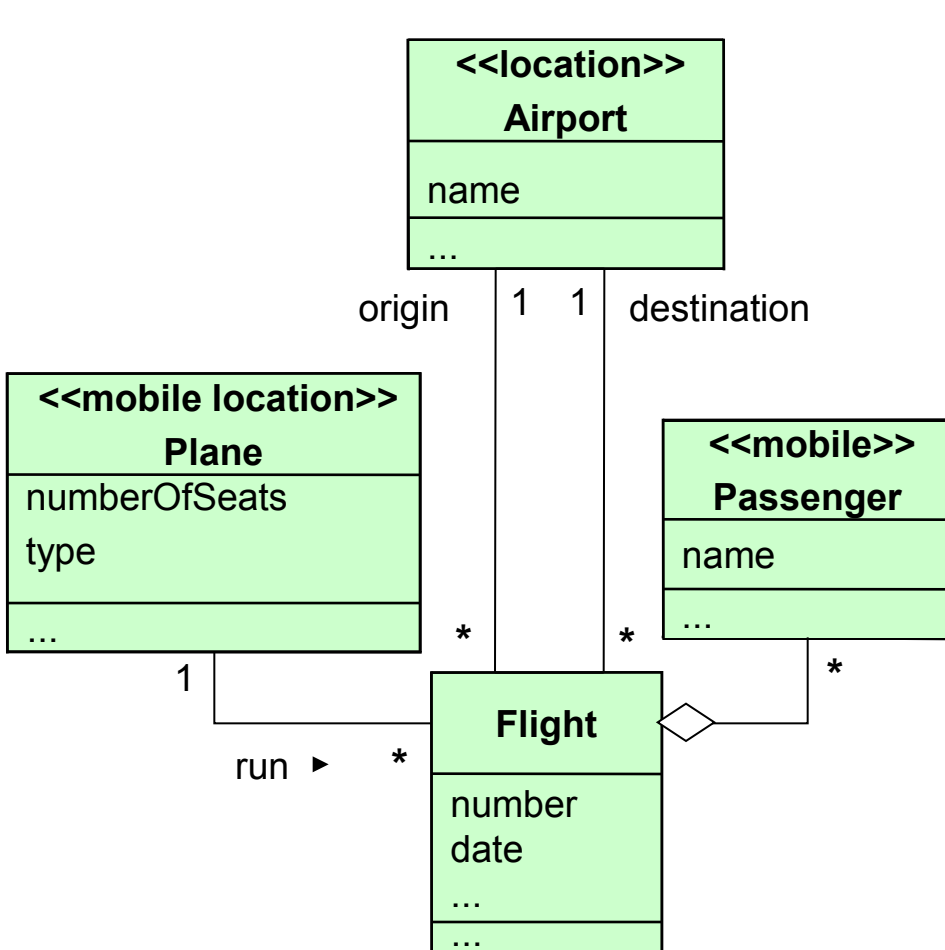 <<location>>
Airport
name
...
origin 1 1 destination
<<mobile location>>
Plane
numberOfSeats
type
...
<<mobile>>
Passenger
name
...
* *
1 *
Flight
run ► *
number
date
...
...